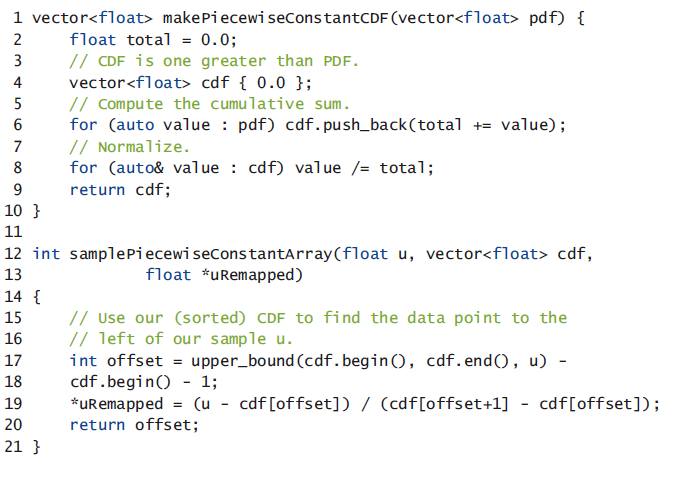 1 vector<float> makePiecewiseConstantCDF(vector<float> pdf) {
2     float total = 0.0;
3     // CDF is one greater than PDF.
4     vector<float> cdf { 0.0 };
5     // Compute the cumulative sum.
6     for (auto value : pdf) cdf.push_back(total += value);
7     // Normalize.
8     for (auto& value : cdf) value /= total;
9     return cdf;
10 }
11
12 int samplePiecewiseConstantArray(float u, vector<float> cdf,
13             float *uRemapped)
14 {
15     // Use our (sorted) CDF to find the data point to the
16     // left of our sample u.
17     int offset = upper_bound(cdf.begin(), cdf.end(), u) -
18     cdf.begin() - 1;
19     *uRemapped = (u - cdf[offset]) / (cdf[offset+1] - cdf[offset]);
20     return offset;
21 }